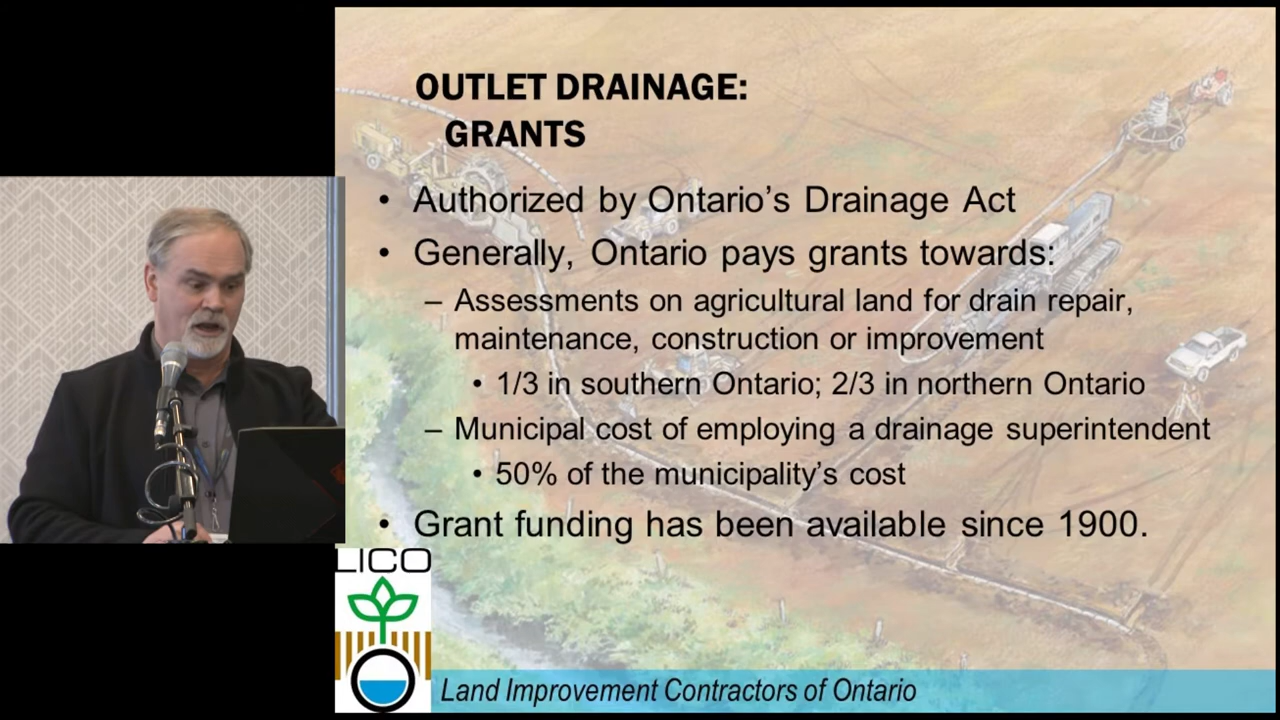 OUTLET DRAINAGE:
GRANTS
• Authorized by Ontario's Drainage Act
• Generally, Ontario pays grants towards:
– Assessments on agricultural land for drain repair,
maintenance, construction or improvement
• 1/3 in southern Ontario; 2/3 in northern Ontario
– Municipal cost of employing a drainage superintendent
• 50% of the municipality's cost
• Grant funding has been available since 1900.
LICO
Land Improvement Contractors of Ontario